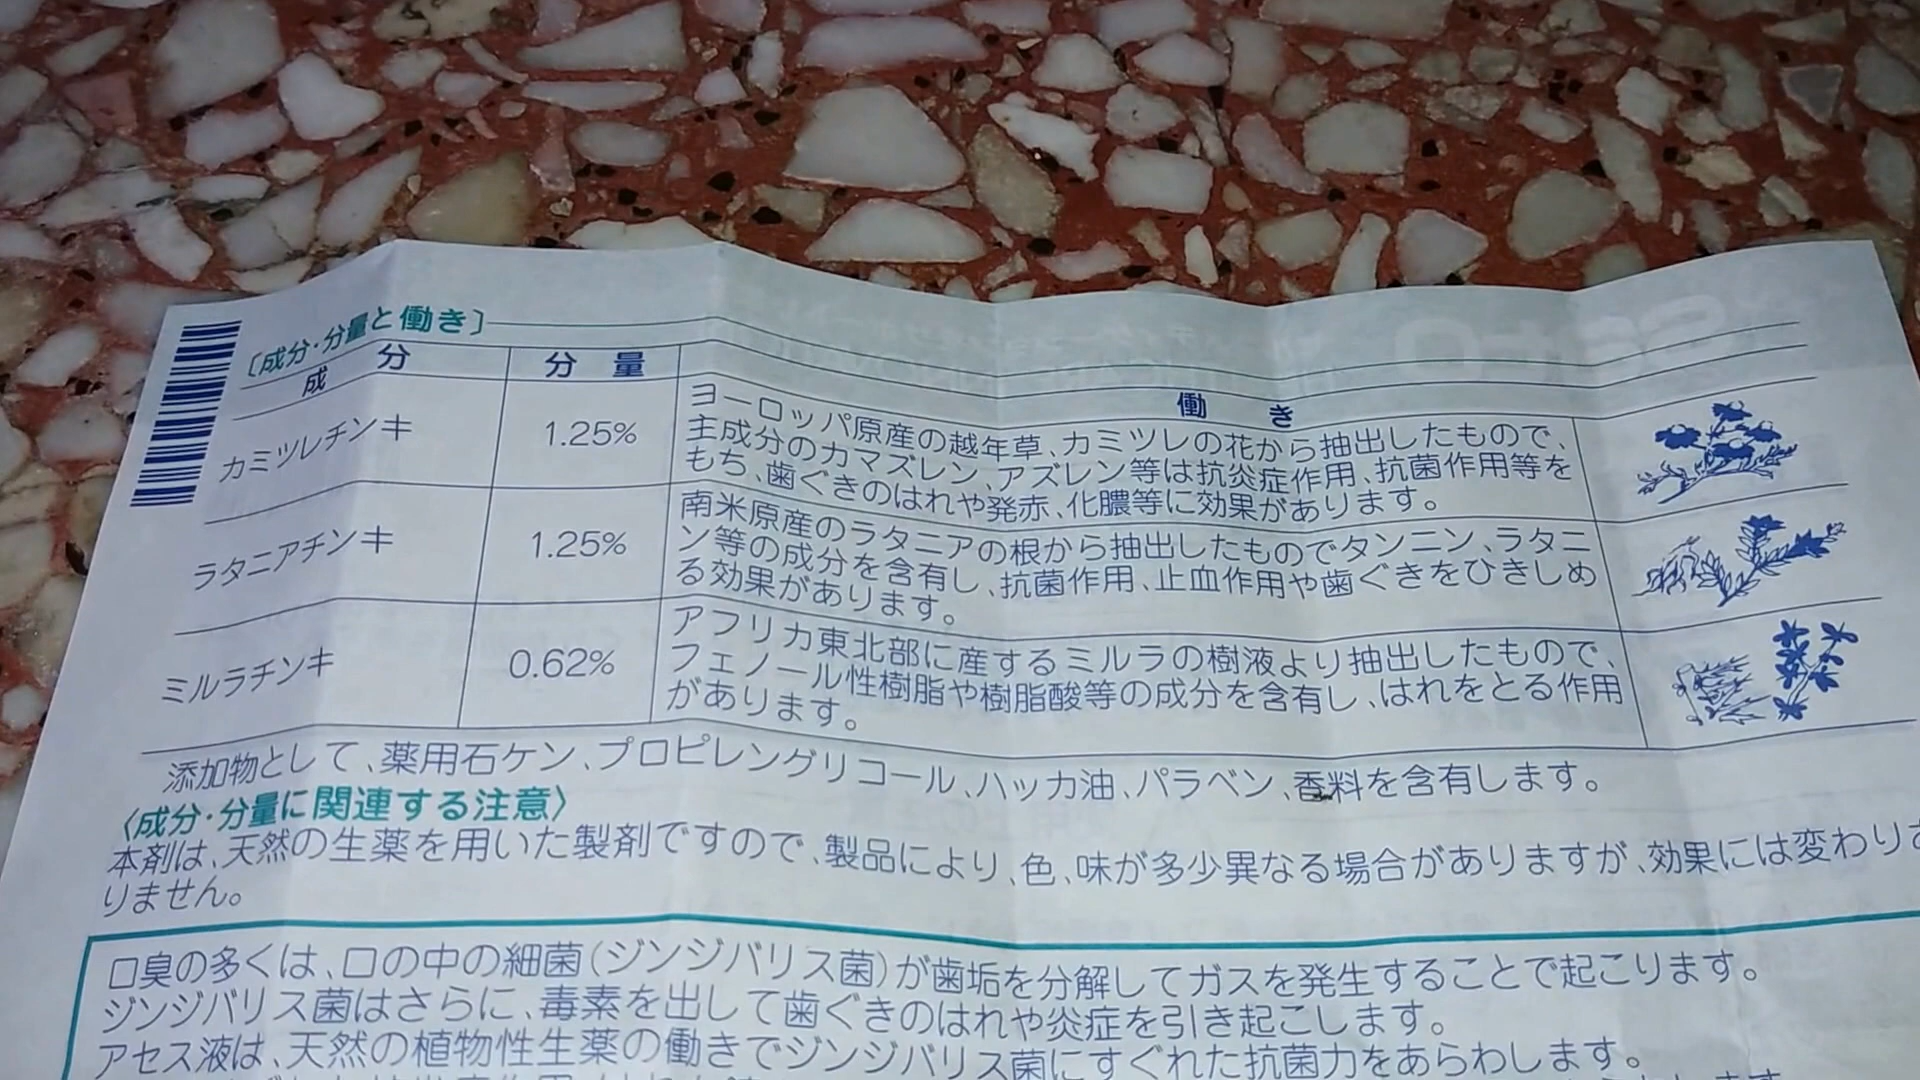 〔成分・分量と働き〕
成分 分量 働き
カミツレチンキ 1.25%
ヨーロッパ原産の越年草、カミツレの花から抽出したもので、
主成分のカマズレン、アズレン等は抗炎症作用、抗菌作用等を
もち、歯ぐきのはれや発赤、化膿等に効果があります。
ラタニアチンキ 1.25%
南米原産のラタニアの根から抽出したものでタンニン、ラタニ
ン等の成分を含有し、抗菌作用、止血作用や歯ぐきをひきしめ
る効果があります。
ミルラチンキ 0.62%
アフリカ東北部に産するミルラの樹液より抽出したもので、
フェノール性樹脂や樹脂酸等の成分を含有し、はれをとる作用
があります。
添加物として、薬用石ケン、プロピレングリコール、ハッカ油、パラベン、香料を含有します。
〈成分・分量に関連する注意〉
本剤は、天然の生薬を用いた製剤ですので、製品により、色、味が多少異なる場合がありますが、効果には変わり
りません。
口臭の多くは、口の中の細菌(ジンジバリス菌)が歯垢を分解してガスを発生することで起こります。
ジンジバリス菌はさらに、毒素を出して歯ぐきのはれや炎症を引き起こします。
アセス液は、天然の植物性生薬の働きでジンジバリス菌にすぐれた抗菌力をあらわします。